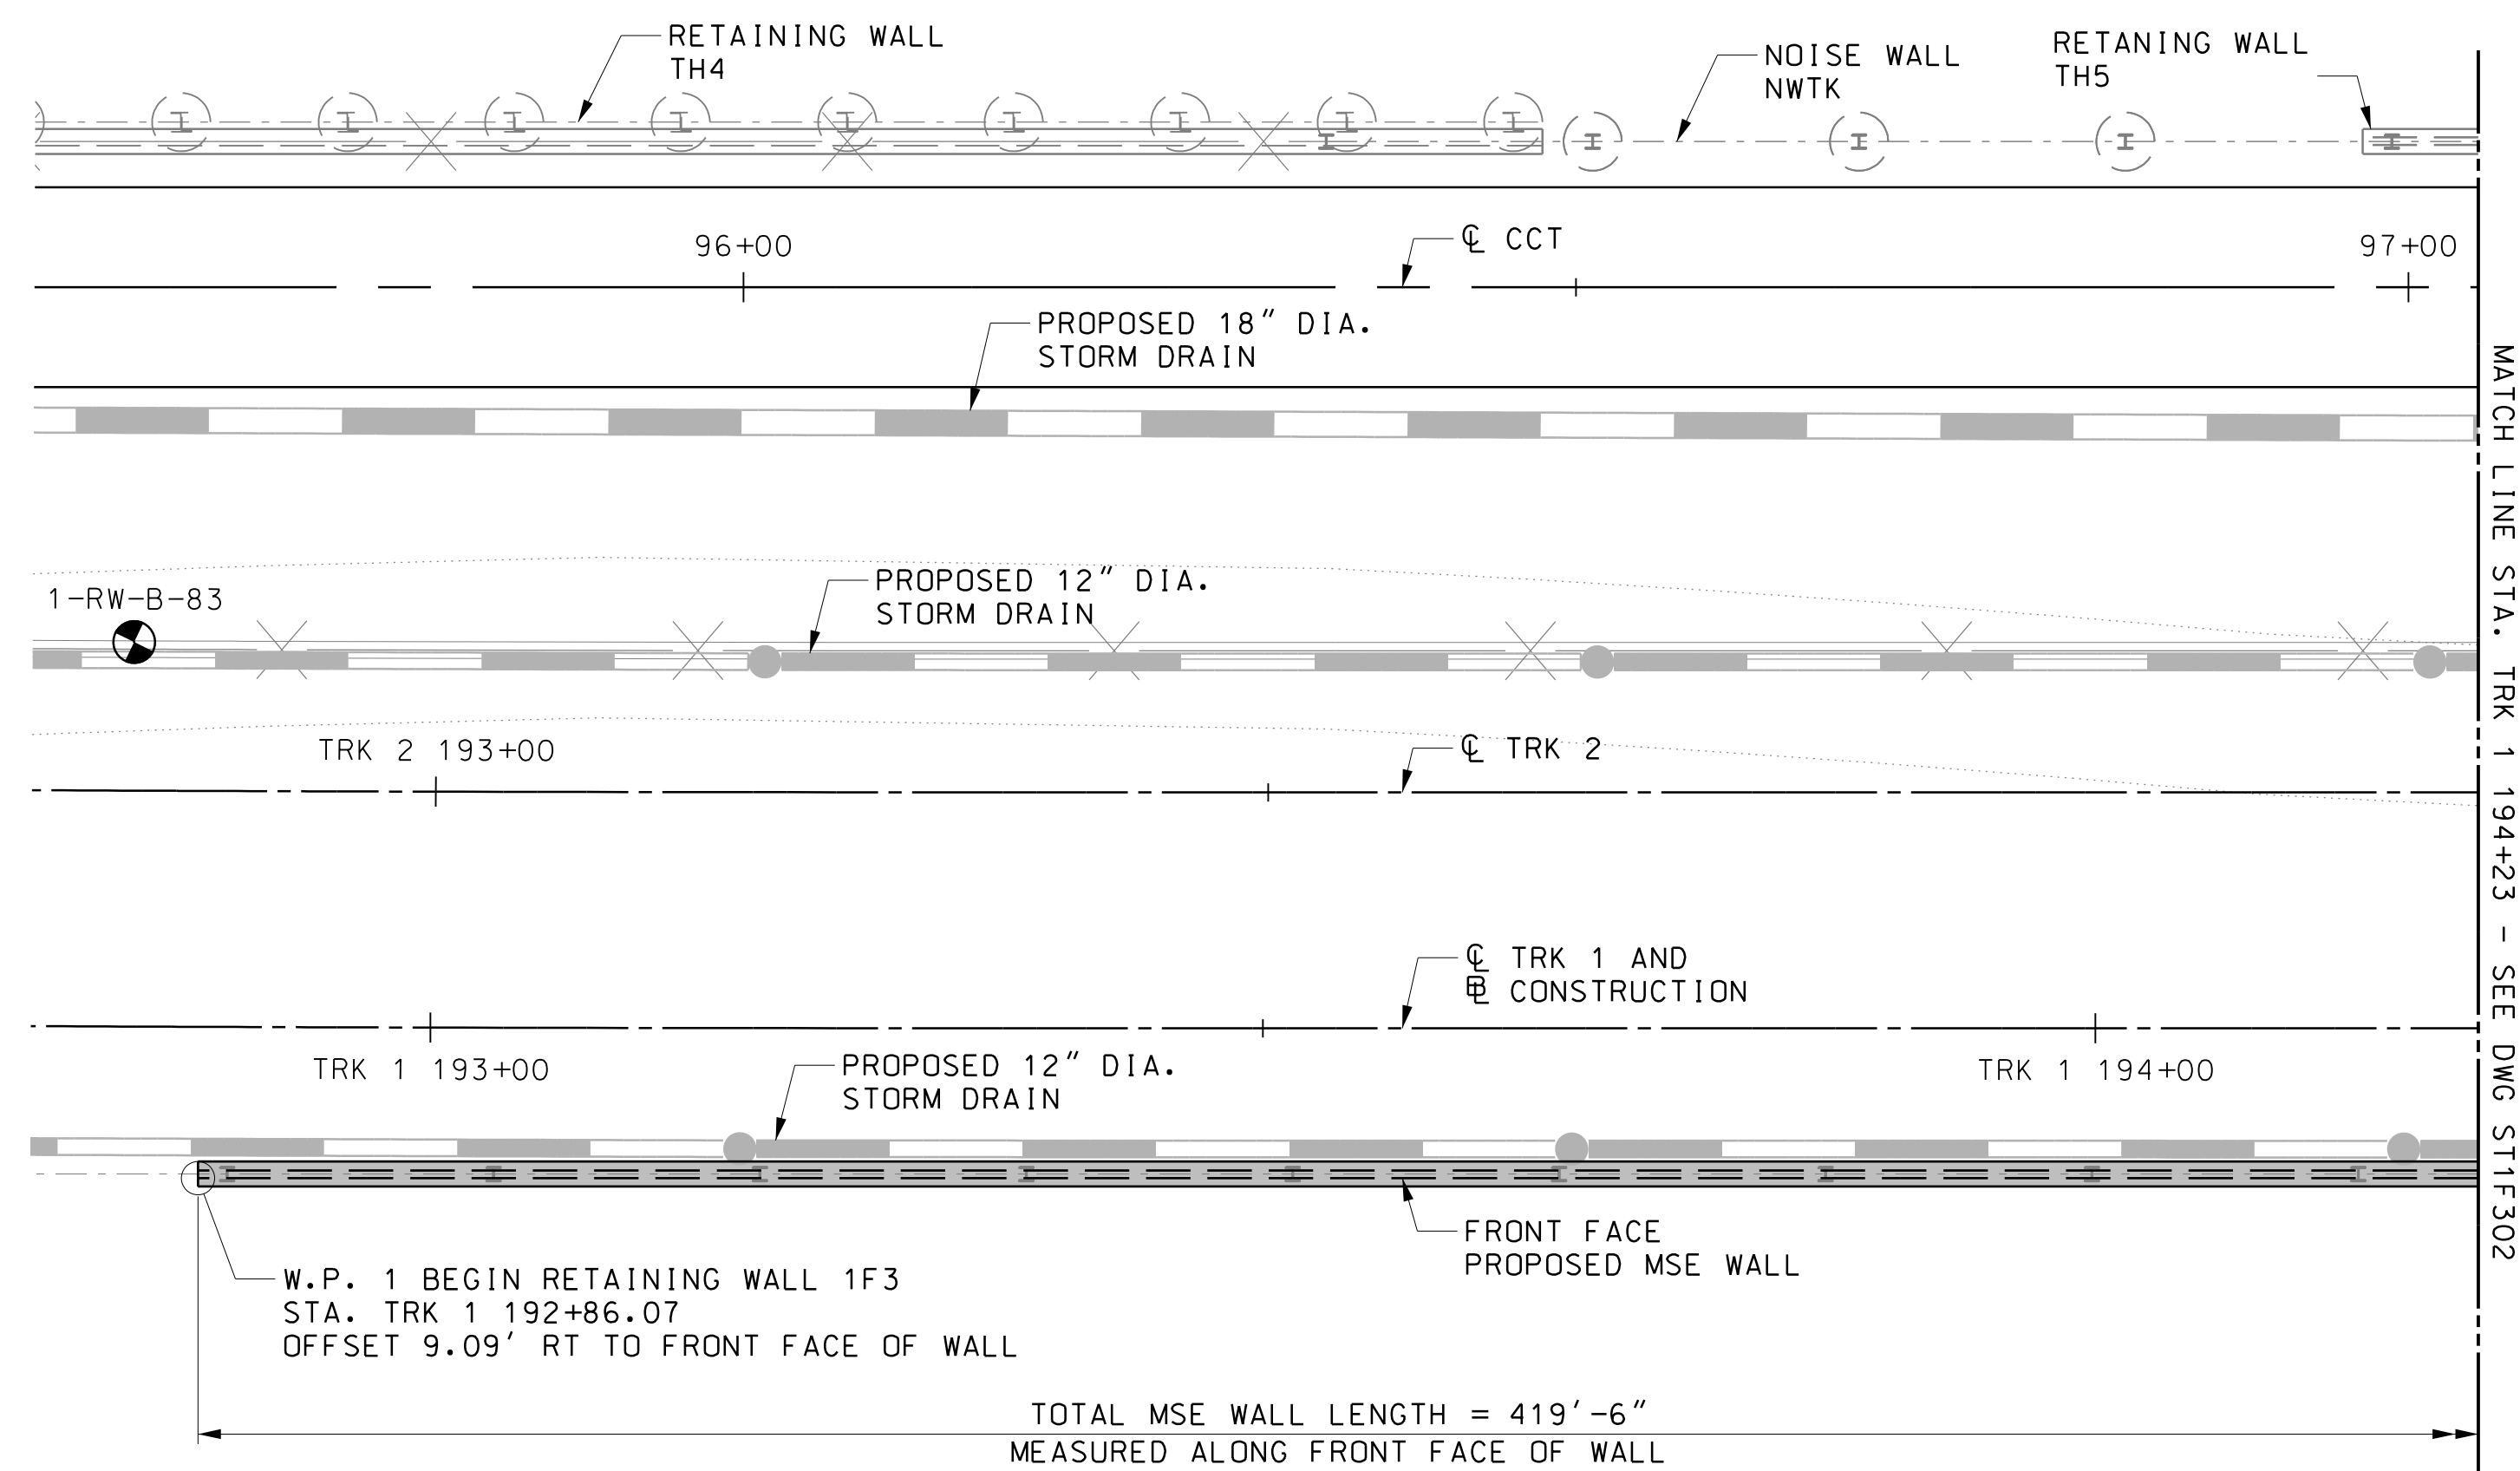 RETAINING WALL
TH4
NOISE WALL
NWTK
RETANING WALL
TH5
96+00
℄ CCT
97+00
PROPOSED 18" DIA.
STORM DRAIN
1-RW-B-83
PROPOSED 12" DIA.
STORM DRAIN
TRK 2 193+00
℄ TRK 2
℄ TRK 1 AND
BL CONSTRUCTION
TRK 1 193+00
PROPOSED 12" DIA.
STORM DRAIN
TRK 1 194+00
FRONT FACE
PROPOSED MSE WALL
W.P. 1 BEGIN RETAINING WALL 1F3
STA. TRK 1 192+86.07
OFFSET 9.09' RT TO FRONT FACE OF WALL
TOTAL MSE WALL LENGTH = 419'-6"
MEASURED ALONG FRONT FACE OF WALL
MATCH LINE STA. TRK 1 194+23 - SEE DWG ST1F302